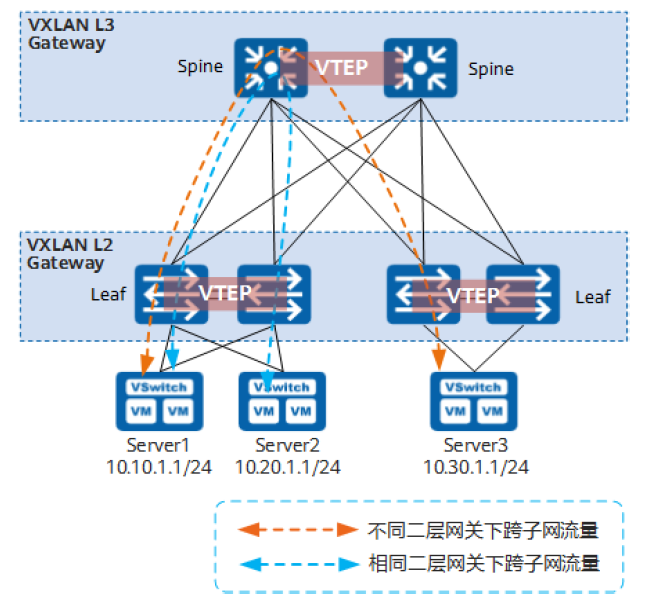 VXLAN L3
Gateway
Spine
VTEP
Spine
VXLAN L2
Gateway
Leaf
VTEP
VTEP
Leaf
VSwitch
VM VM
VSwitch
VM VM
VSwitch
VM VM
Server1
10.10.1.1/24
Server2
10.20.1.1/24
Server3
10.30.1.1/24
不同二层网关下跨子网流量
相同二层网关下跨子网流量